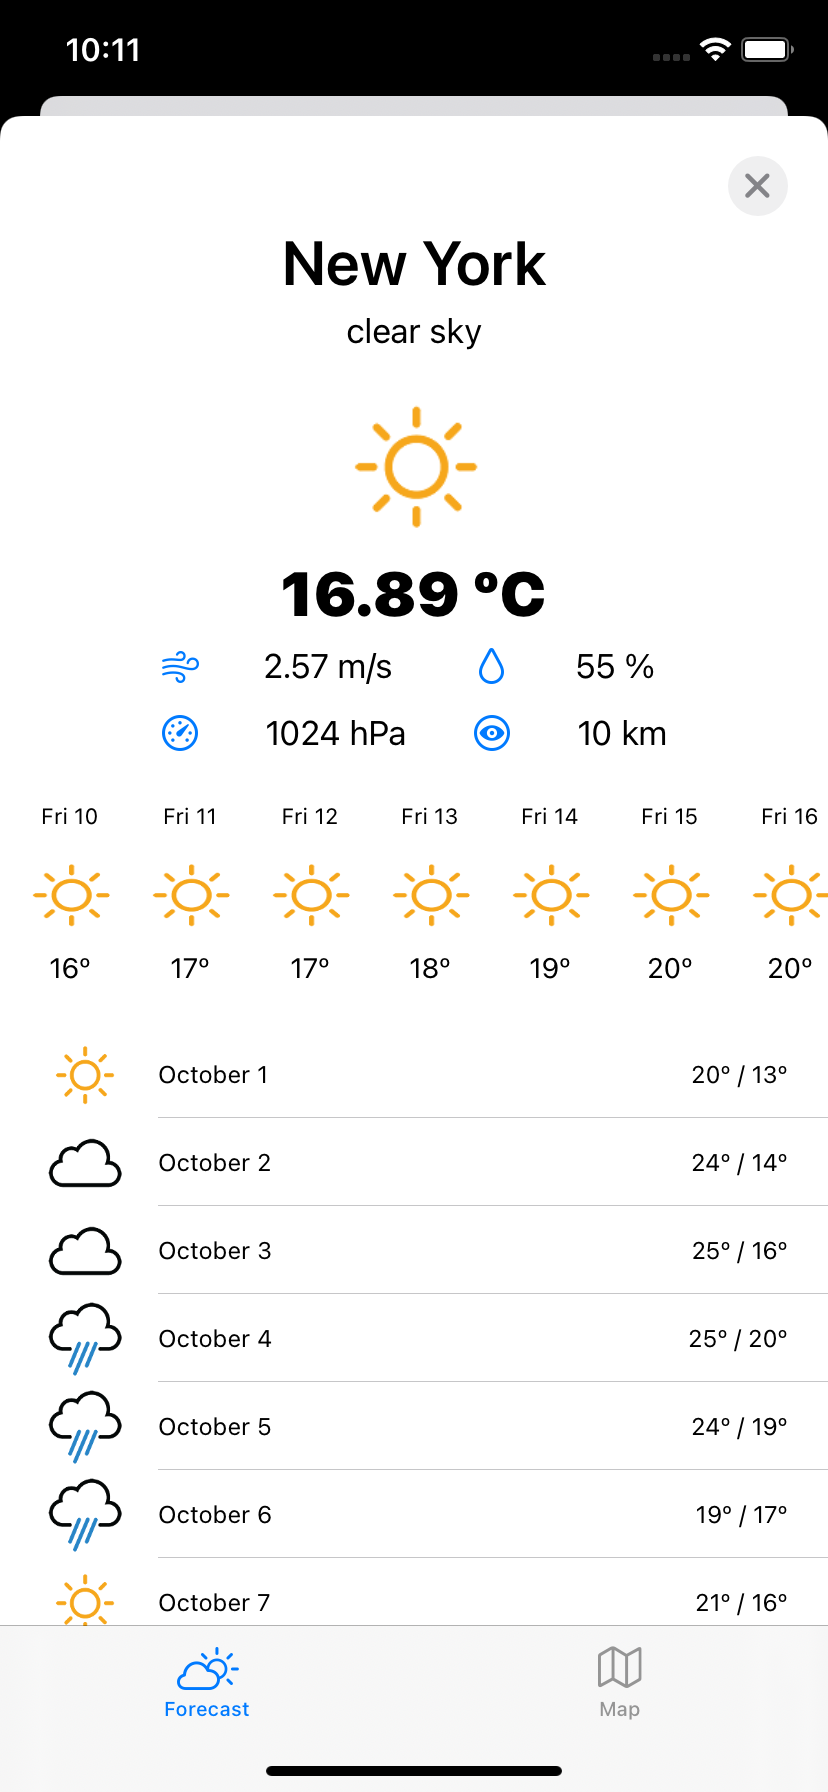 10:11
New York
clear sky
16.89 °C
2.57 m/s 55 %
1024 hPa 10 km
Fri 10 Fri 11 Fri 12 Fri 13 Fri 14 Fri 15 Fri 16
16° 17° 17° 18° 19° 20° 20°
October 1 20° / 13°
October 2 24° / 14°
October 3 25° / 16°
October 4 25° / 20°
October 5 24° / 19°
October 6 19° / 17°
October 7 21° / 16°
Forecast Map